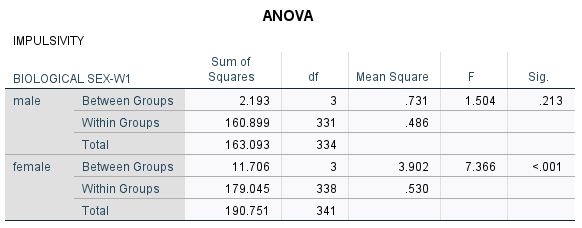 ANOVA
IMPULSIVITY
BIOLOGICAL SEX-W1 Sum of Squares df Mean Square F Sig.
male Between Groups 2.193 3 .731 1.504 .213
Within Groups 160.899 331 .486
Total 163.093 334
female Between Groups 11.706 3 3.902 7.366 <.001
Within Groups 179.045 338 .530
Total 190.751 341